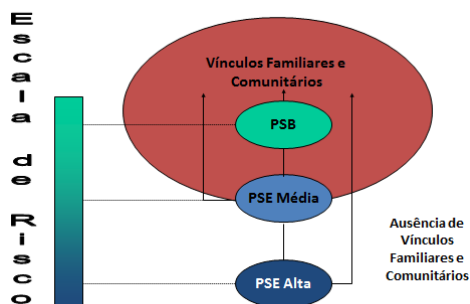 Escala de Risco
Vínculos Familiares e
Comunitários
PSB
PSE Média
PSE Alta
Ausência de
Vínculos
Familiares e
Comunitários